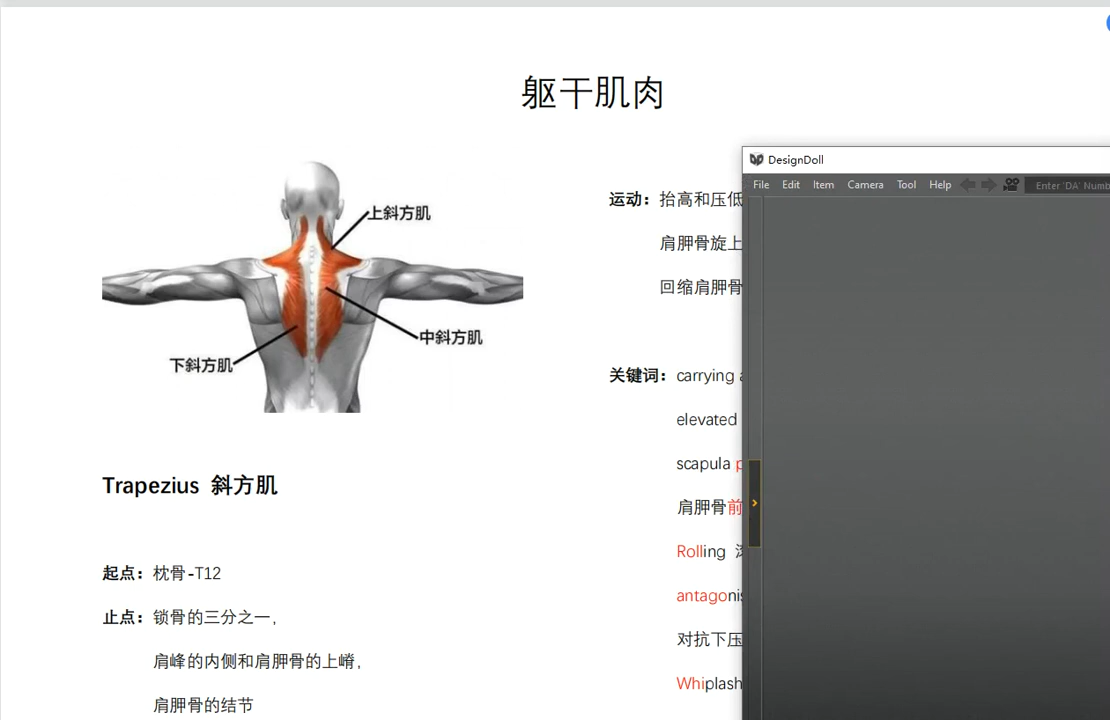 躯干肌肉
上斜方肌
中斜方肌
下斜方肌
Trapezius 斜方肌
起点：枕骨-T12
止点：锁骨的三分之一，
肩峰的内侧和肩胛骨的上嵴，
肩胛骨的结节
运动：抬高和压低
肩胛骨旋上
回缩肩胛骨
关键词：carrying a
elevated
scapula p
肩胛骨前
Rolling
antagonis
对抗下压
Whiplash
DesignDoll
File Edit Item Camera Tool Help Enter 'DA' Numb